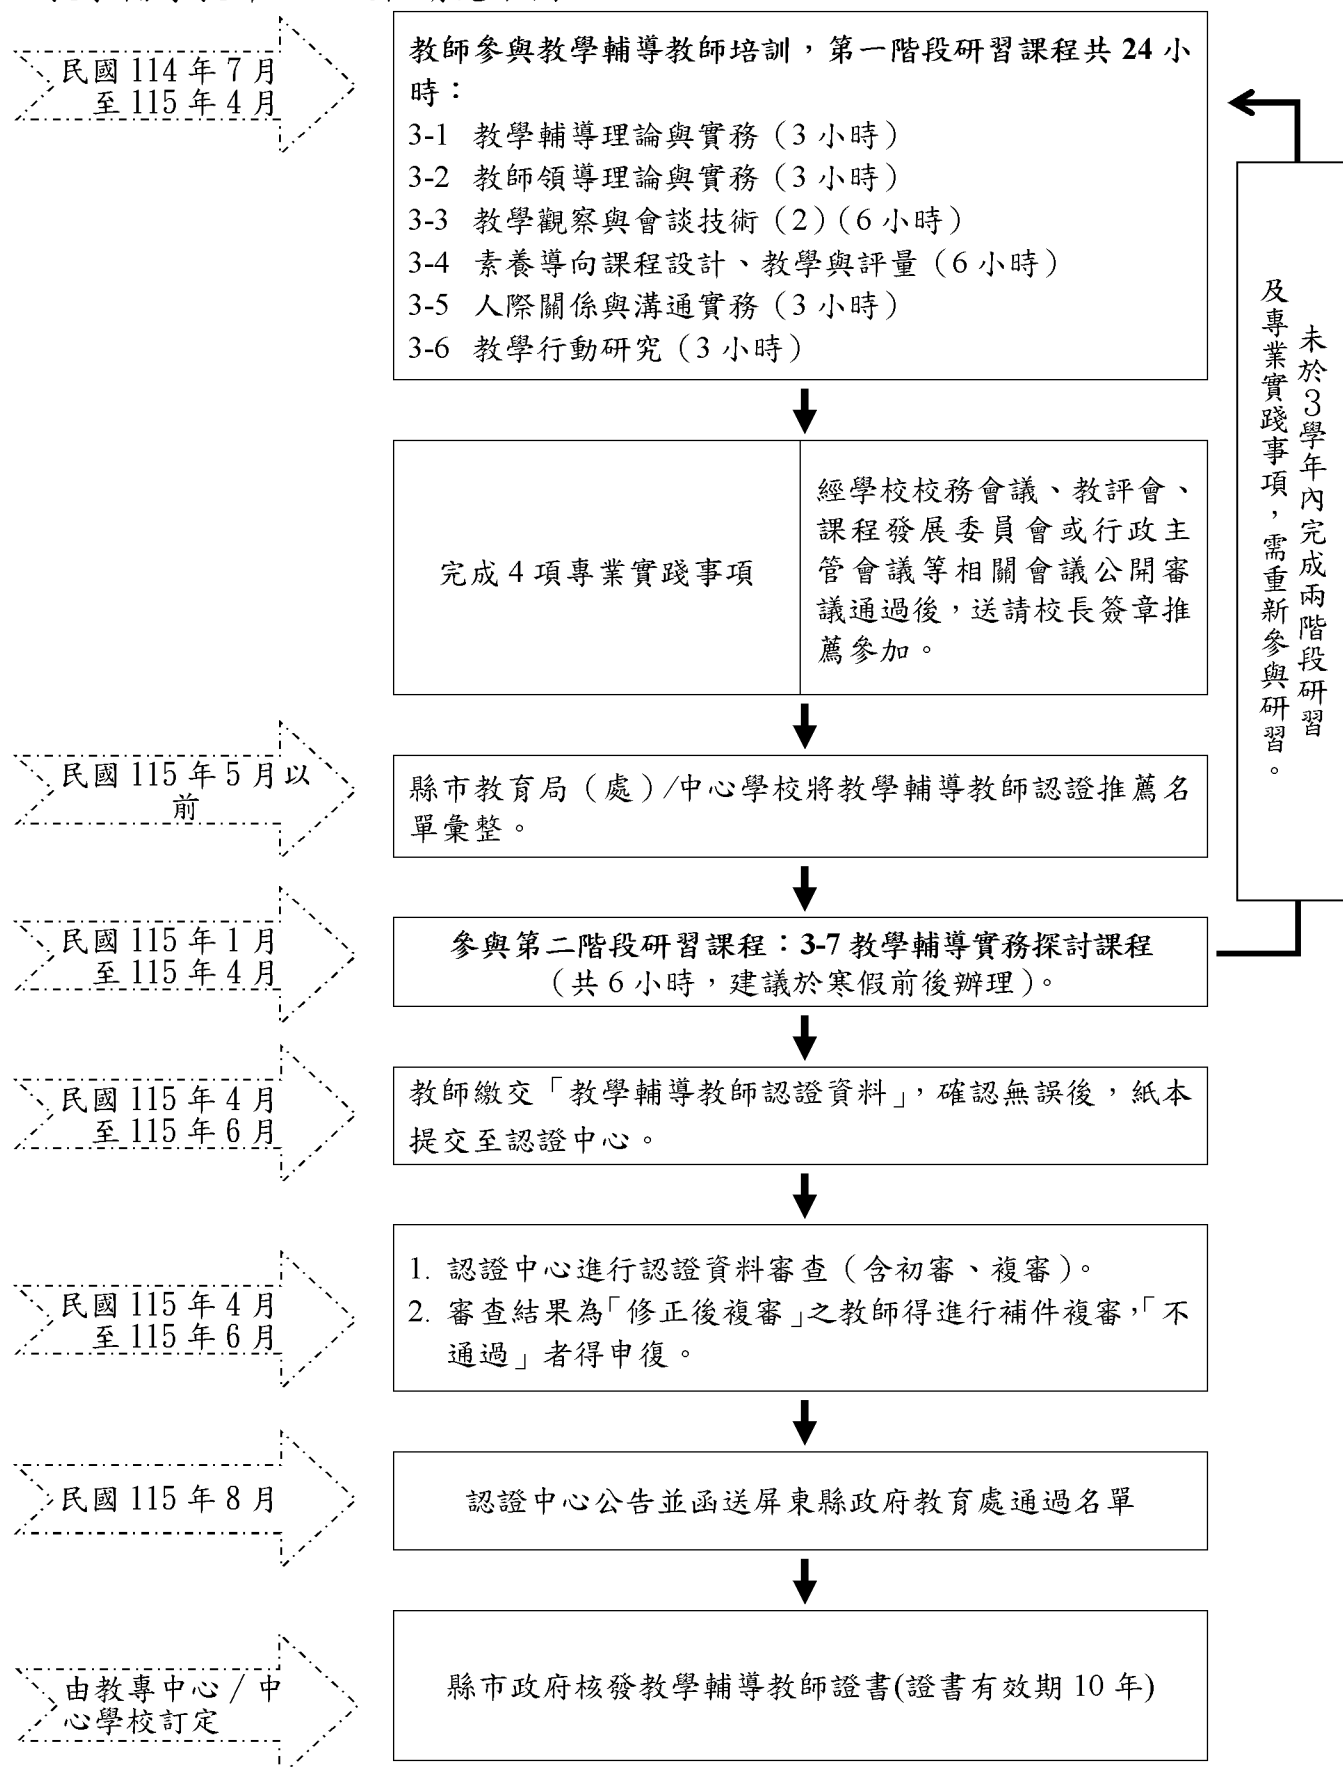 民國 114 年 7 月
至 115 年 4 月
教師參與教學輔導教師培訓，第一階段研習課程共 24 小
時：
3-1 教學輔導理論與實務（3 小時）
3-2 教師領導理論與實務（3 小時）
3-3 教學觀察與會談技術（2）（6 小時）
3-4 素養導向課程設計、教學與評量（6 小時）
3-5 人際關係與溝通實務（3 小時）
3-6 教學行動研究（3 小時）
未於3學年內完成兩階段研習
及專業實踐事項，需重新參與研習。
完成 4 項專業實踐事項
經學校校務會議、教評會、
課程發展委員會或行政主
管會議等相關會議公開審
議通過後，送請校長簽章推
薦參加。
民國 115 年 5 月以
前
縣市教育局（處）/中心學校將教學輔導教師認證推薦名
單彙整。
民國 115 年 1 月
至 115 年 4 月
參與第二階段研習課程：3-7 教學輔導實務探討課程
（共 6 小時，建議於寒假前後辦理）。
民國 115 年 4 月
至 115 年 6 月
教師繳交「教學輔導教師認證資料」，確認無誤後，紙本
提交至認證中心。
民國 115 年 4 月
至 115 年 6 月
1. 認證中心進行認證資料審查（含初審、複審）。
2. 審查結果為「修正後複審」之教師得進行補件複審，「不
通過」者得申復。
民國 115 年 8 月
認證中心公告並函送屏東縣政府教育處通過名單
由教專中心 / 中
心學校訂定
縣市政府核發教學輔導教師證書(證書有效期 10 年)